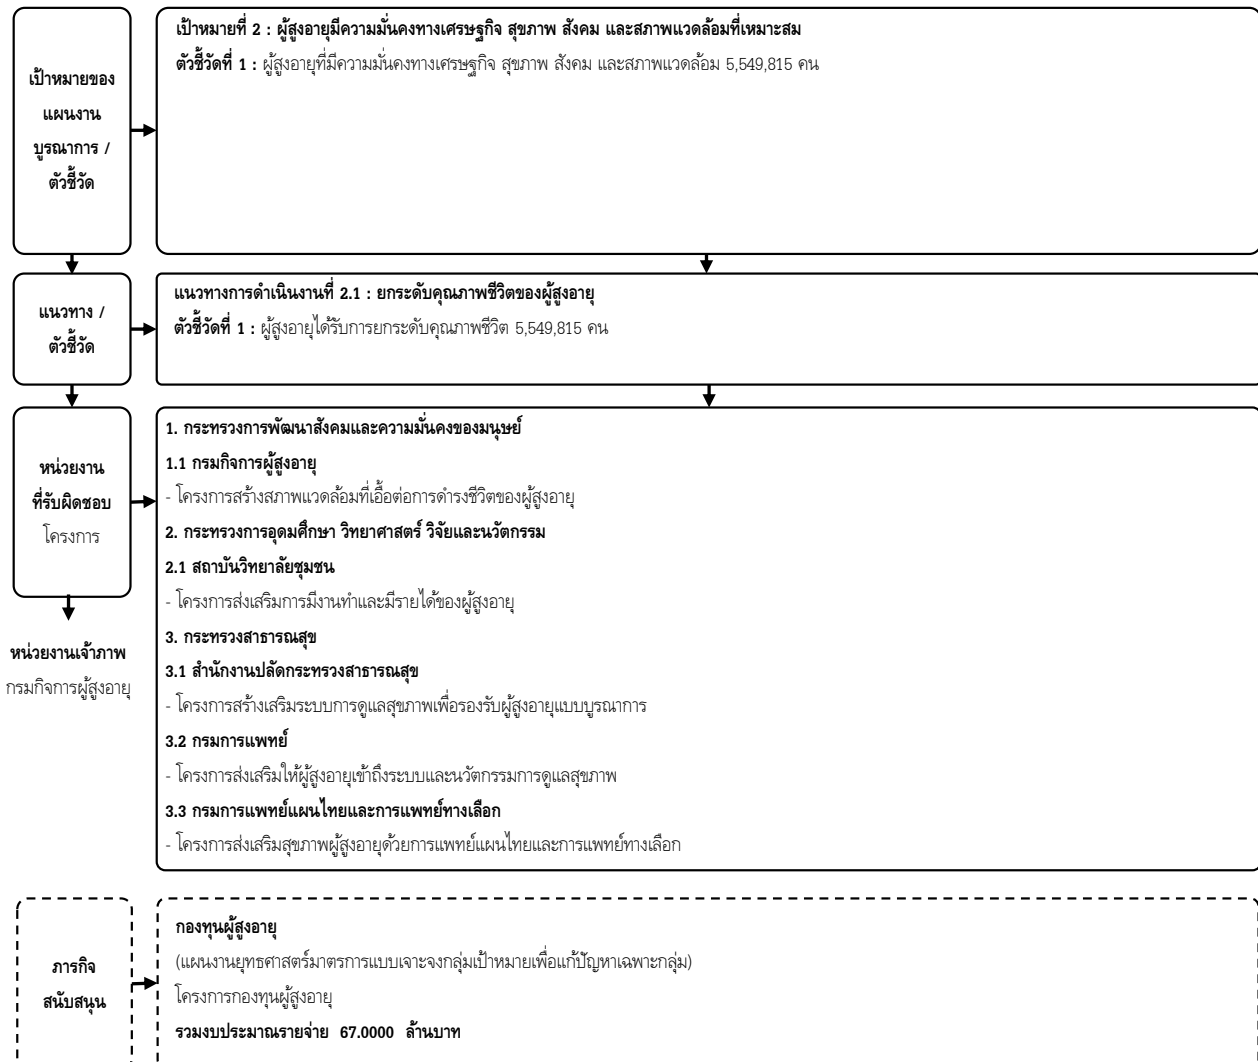 เป้าหมายของ
แผนงาน
บูรณาการ /
ตัวชี้วัด
เป้าหมายที่ 2 : ผู้สูงอายุมีความมั่นคงทางเศรษฐกิจ สุขภาพ สังคม และสภาพแวดล้อมที่เหมาะสม
ตัวชี้วัดที่ 1 : ผู้สูงอายุที่มีความมั่นคงทางเศรษฐกิจ สุขภาพ สังคม และสภาพแวดล้อม 5,549,815 คน
แนวทาง /
ตัวชี้วัด
แนวทางการดำเนินงานที่ 2.1 : ยกระดับคุณภาพชีวิตของผู้สูงอายุ
ตัวชี้วัดที่ 1 : ผู้สูงอายุได้รับการยกระดับคุณภาพชีวิต 5,549,815 คน
หน่วยงาน
ที่รับผิดชอบ
โครงการ
หน่วยงานเจ้าภาพ
กรมกิจการผู้สูงอายุ
1. กระทรวงการพัฒนาสังคมและความมั่นคงของมนุษย์
1.1 กรมกิจการผู้สูงอายุ
- โครงการสร้างสภาพแวดล้อมที่เอื้อต่อการดำรงชีวิตของผู้สูงอายุ
2. กระทรวงการอุดมศึกษา วิทยาศาสตร์ วิจัยและนวัตกรรม
2.1 สถาบันวิทยาลัยชุมชน
- โครงการส่งเสริมการมีงานทำและมีรายได้ของผู้สูงอายุ
3. กระทรวงสาธารณสุข
3.1 สำนักงานปลัดกระทรวงสาธารณสุข
- โครงการสร้างเสริมระบบการดูแลสุขภาพเพื่อรองรับผู้สูงอายุแบบบูรณาการ
3.2 กรมการแพทย์
- โครงการส่งเสริมให้ผู้สูงอายุเข้าถึงระบบและนวัตกรรมการดูแลสุขภาพ
3.3 กรมการแพทย์แผนไทยและการแพทย์ทางเลือก
- โครงการส่งเสริมสุขภาพผู้สูงอายุด้วยการแพทย์แผนไทยและการแพทย์ทางเลือก
ภารกิจ
สนับสนุน
กองทุนผู้สูงอายุ
(แผนงานยุทธศาสตร์มาตรการแบบเจาะจงกลุ่มเป้าหมายเพื่อแก้ปัญหาเฉพาะกลุ่ม)
โครงการกองทุนผู้สูงอายุ
รวมงบประมาณรายจ่าย 67.0000 ล้านบาท